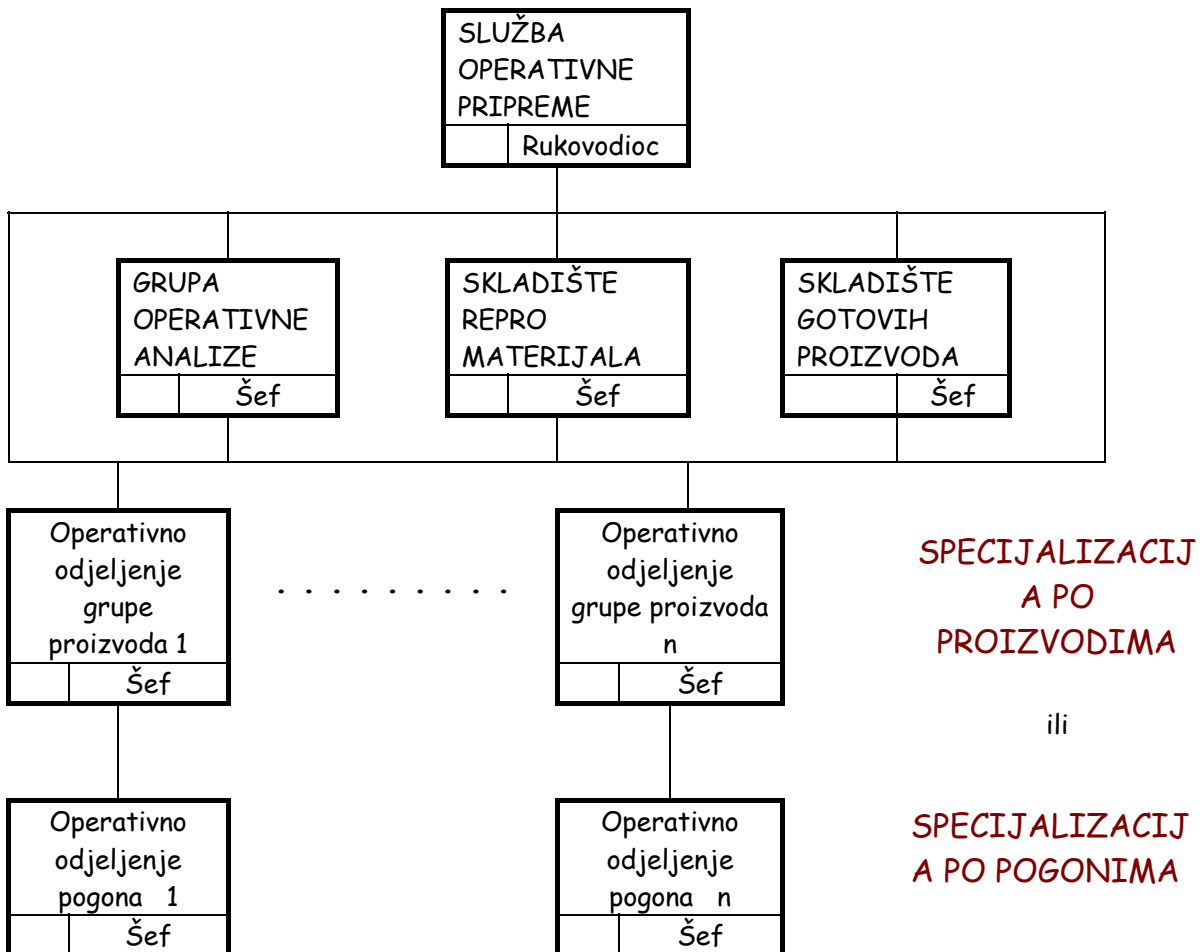 SLUŽBA
OPERATIVNE
PRIPREME
Rukovodioc
GRUPA
OPERATIVNE
ANALIZE
Šef
SKLADIŠTE
REPRO
MATERIJALA
Šef
SKLADIŠTE
GOTOVIH
PROIZVODA
Šef
Operativno
odjeljenje
grupe
proizvoda 1
Šef
. . . . . . . . .
Operativno
odjeljenje
grupe proizvoda
n
Šef
SPECIJALIZACIJ
A PO
PROIZVODIMA
ili
Operativno
odjeljenje
pogona 1
Šef
Operativno
odjeljenje
pogona n
Šef
SPECIJALIZACIJ
A PO POGONIMA